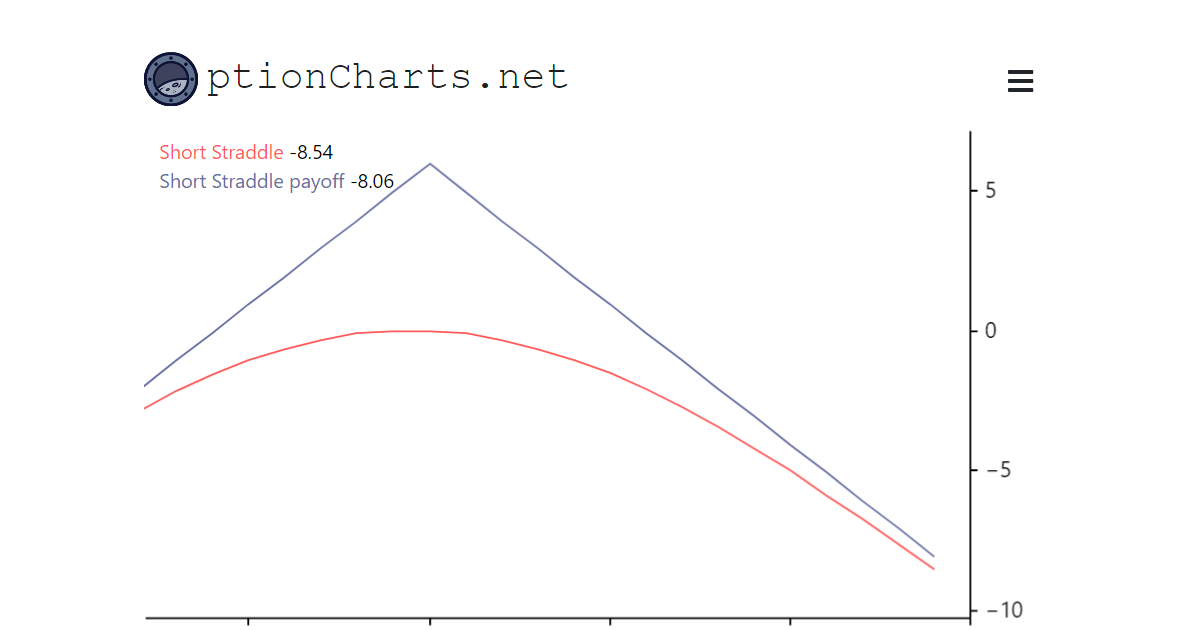 ptionCharts.net
Short Straddle -8.54
Short Straddle payoff -8.06
5
0
−5
−10